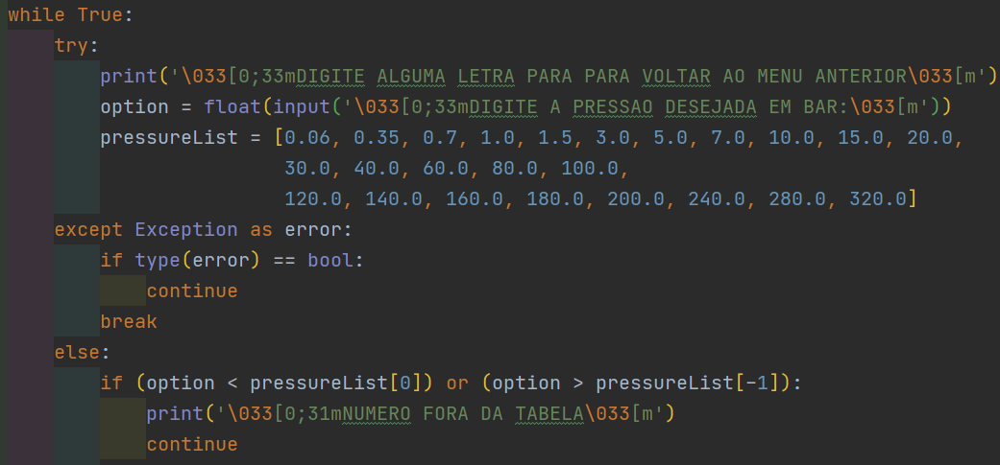 while True:
    try:
        print('\033[0;33mDIGITE ALGUMA LETRA PARA PARA VOLTAR AO MENU ANTERIOR\033[m')
        option = float(input('\033[0;33mDIGITE A PRESSAO DESEJADA EM BAR:\033[m'))
        pressureList = [0.06, 0.35, 0.7, 1.0, 1.5, 3.0, 5.0, 7.0, 10.0, 15.0, 20.0,
                        30.0, 40.0, 60.0, 80.0, 100.0,
                        120.0, 140.0, 160.0, 180.0, 200.0, 240.0, 280.0, 320.0]
    except Exception as error:
        if type(error) == bool:
            continue
        break
    else:
        if (option < pressureList[0]) or (option > pressureList[-1]):
            print('\033[0;31mNUMERO FORA DA TABELA\033[m')
            continue